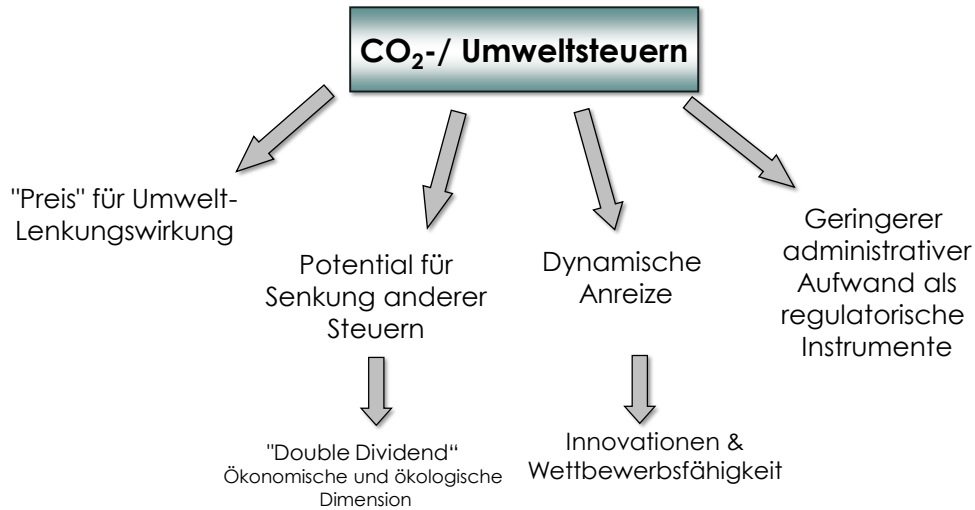 CO₂-/ Umweltsteuern
"Preis" für Umwelt-
Lenkungswirkung
Potential für
Senkung anderer
Steuern
Dynamische
Anreize
Geringerer
administrativer
Aufwand als
regulatorische
Instrumente
"Double Dividend“
Ökonomische und ökologische
Dimension
Innovationen &
Wettbewerbsfähigkeit